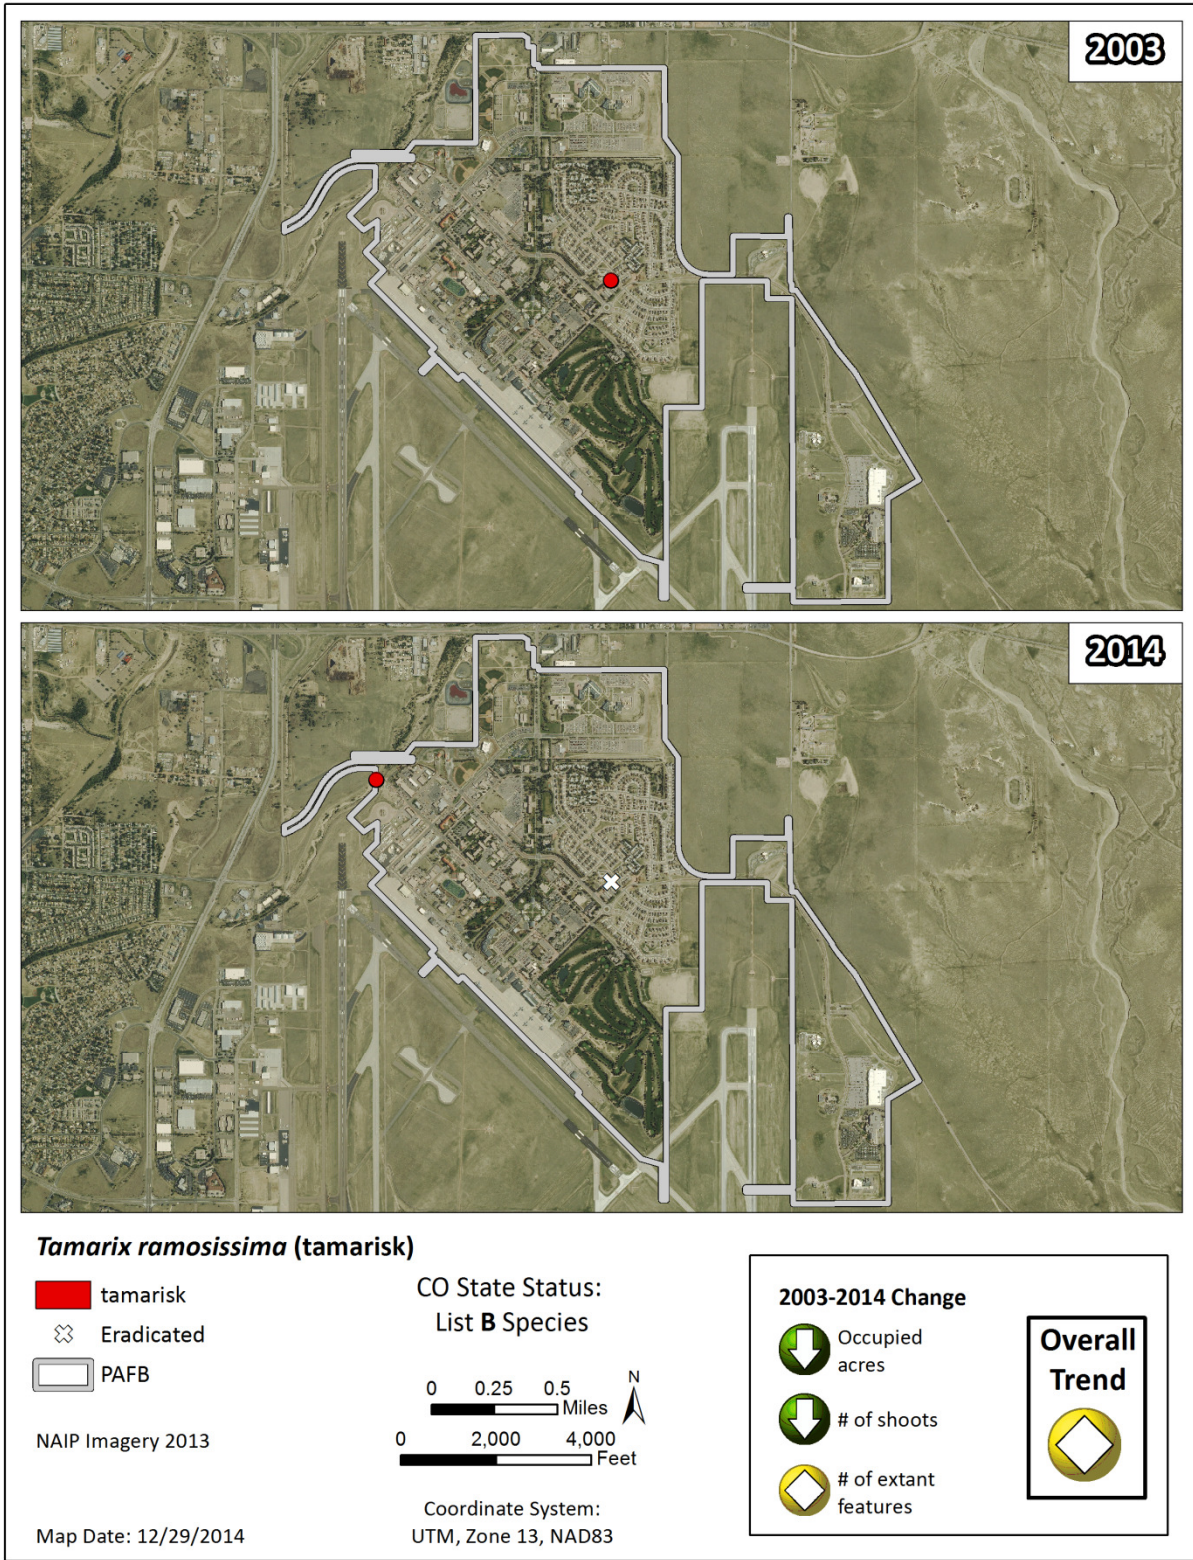 2003
2014
Tamarix ramosissima (tamarisk)
tamarisk
Eradicated
PAFB
NAIP Imagery 2013
Map Date: 12/29/2014
CO State Status:
List B Species
0 0.25 0.5
Miles
N
0 2,000 4,000
Feet
Coordinate System:
UTM, Zone 13, NAD83
2003-2014 Change
Occupied
acres
# of shoots
# of extant
features
Overall
Trend